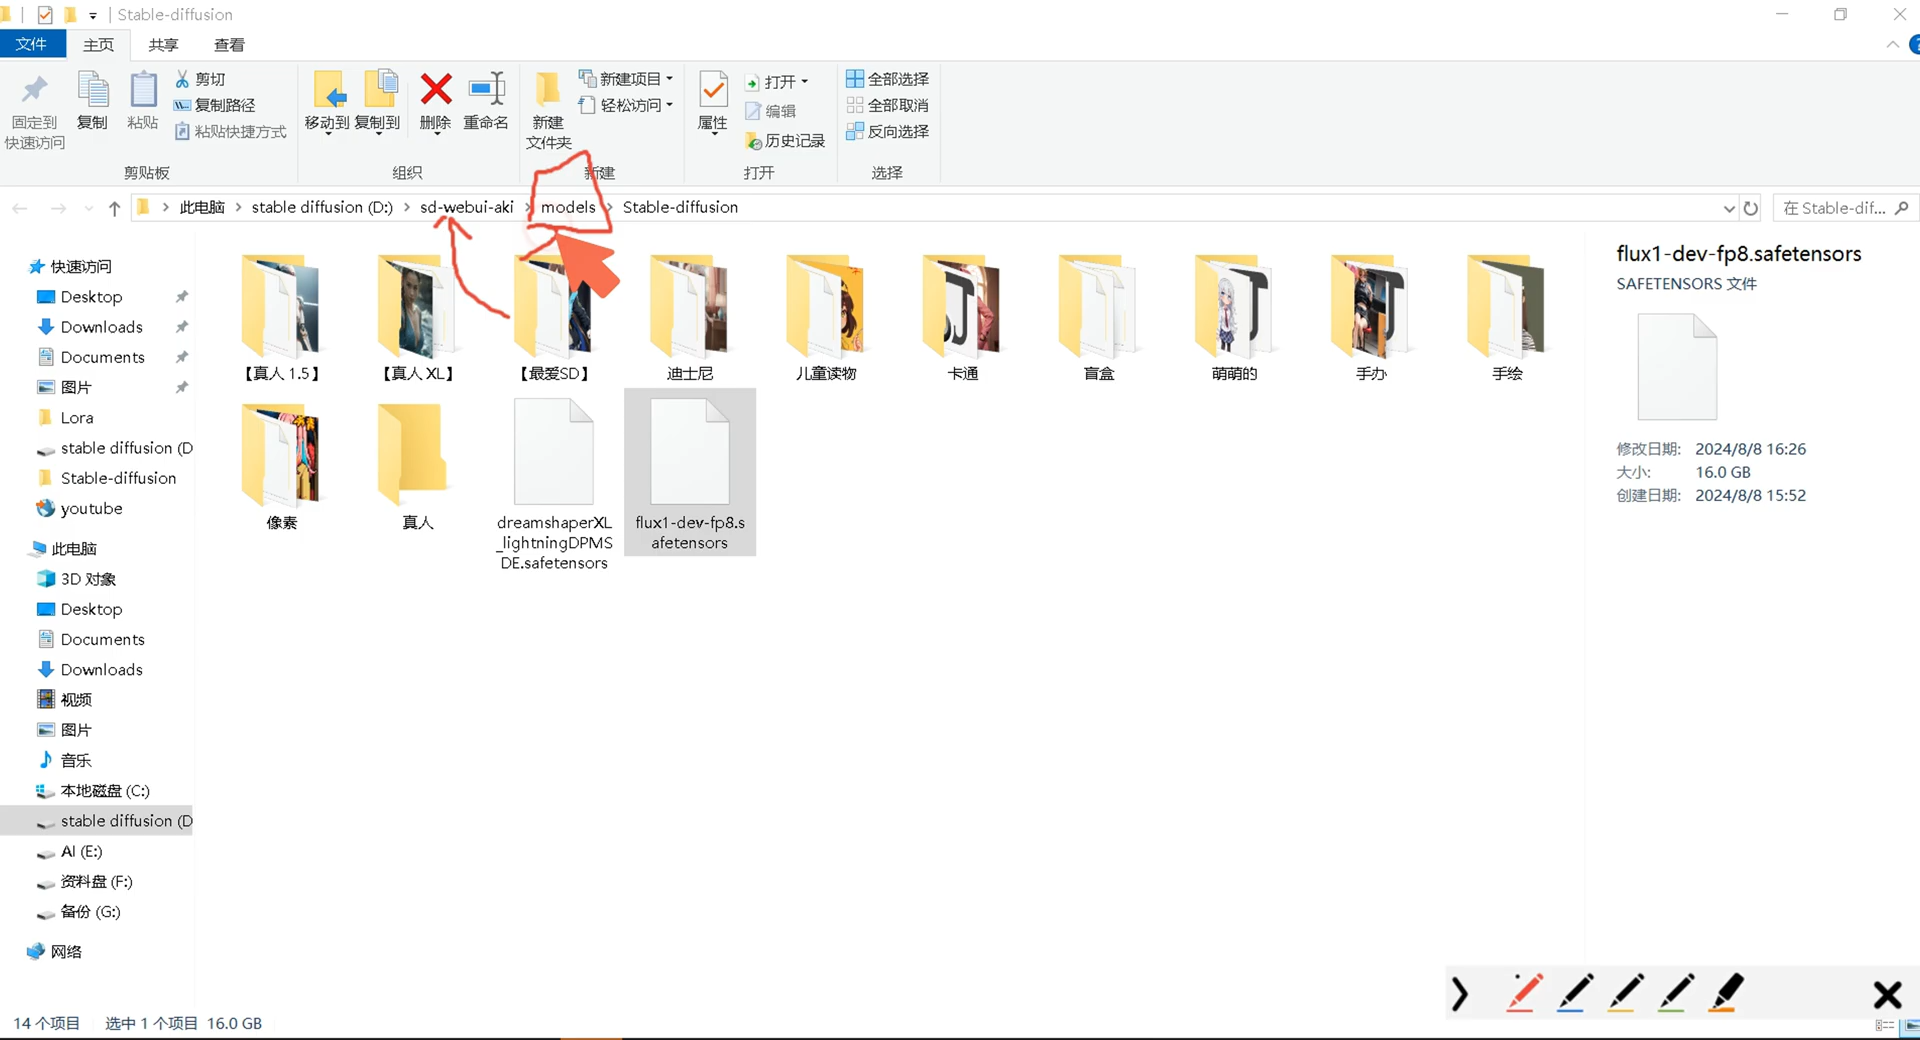 Stable-diffusion
文件
主页
共享
查看
固定到
快速访问
复制
粘贴
剪切
复制路径
粘贴快捷方式
剪贴板
移动到
复制到
删除
重命名
组织
新建
文件夹
新建项目
轻松访问
新建
属性
打开
编辑
历史记录
打开
全部选择
全部取消
反向选择
选择
此电脑 › stable diffusion (D:) › sd-webui-aki › models › Stable-diffusion
在 Stable-dif...
快速访问
Desktop
Downloads
Documents
图片
Lora
stable diffusion (D
Stable-diffusion
youtube
此电脑
3D 对象
Desktop
Documents
Downloads
视频
图片
音乐
本地磁盘 (C:)
stable diffusion (D
AI (E:)
资料盘 (F:)
备份 (G:)
网络
【真人 1.5】
【真人 XL】
【最爱SD】
迪士尼
儿童读物
卡通
盲盒
萌萌的
手办
手绘
像素
真人
dreamshaperXL
_lightningDPMS
DE.safetensors
flux1-dev-fp8.s
afetensors
flux1-dev-fp8.safetensors
SAFETENSORS 文件
修改日期: 2024/8/8 16:26
大小: 16.0 GB
创建日期: 2024/8/8 15:52
14 个项目
选中 1 个项目 16.0 GB